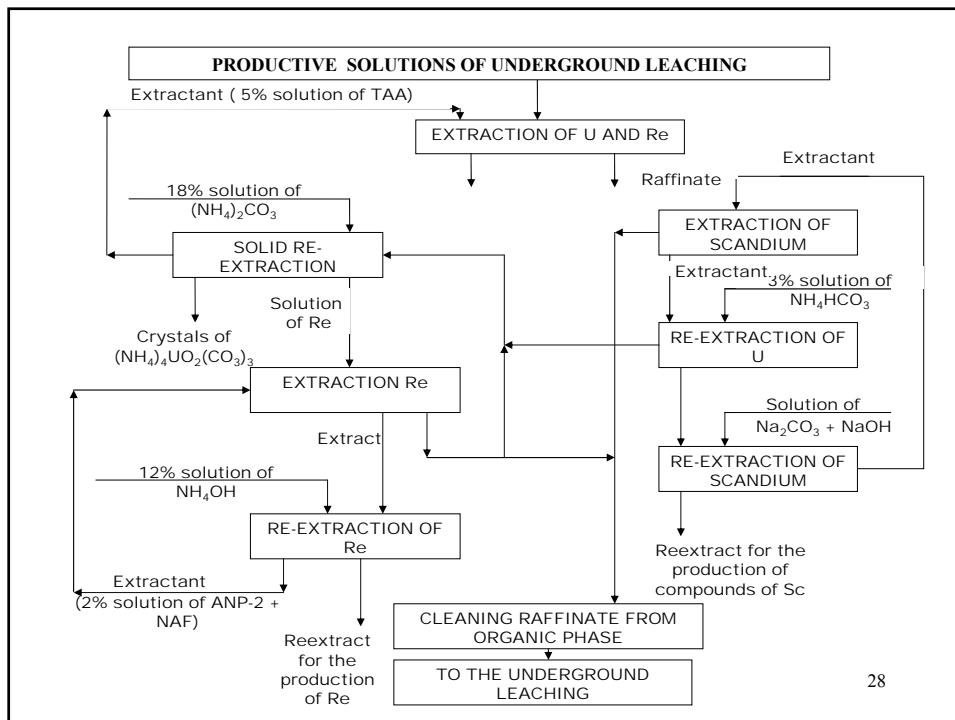 PRODUCTIVE SOLUTIONS OF UNDERGROUND LEACHING
Extractant ( 5% solution of TAA)
EXTRACTION OF U AND Re
Extractant
Raffinate
18% solution of
(NH₄)₂CO₃
EXTRACTION OF
SCANDIUM
SOLID RE-
EXTRACTION
Extractant
3% solution of
NH₄HCO₃
Solution
of Re
Crystals of
(NH₄)₄UO₂(CO₃)₃
RE-EXTRACTION OF
U
EXTRACTION Re
Solution of
Na₂CO₃ + NaOH
Extract
RE-EXTRACTION OF
SCANDIUM
12% solution of
NH₄OH
RE-EXTRACTION OF
Re
Reextract for the
production of
compounds of Sc
Extractant
(2% solution of ANP-2 +
NAF)
CLEANING RAFFINATE FROM
ORGANIC PHASE
Reextract
for the
production
of Re
TO THE UNDERGROUND
LEACHING
28